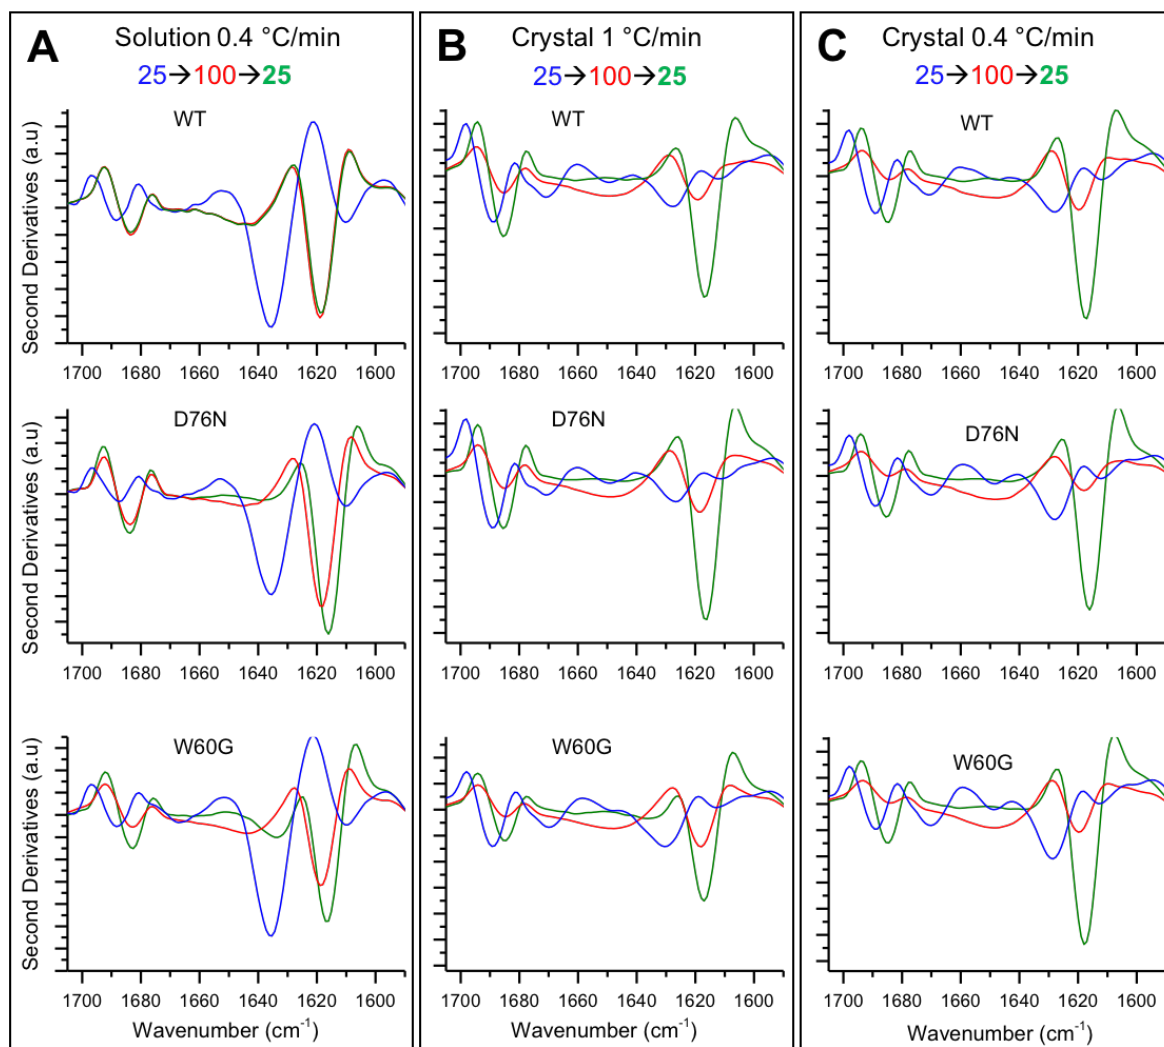 A
Solution 0.4 °C/min
25→100→25
WT
Second Derivatives (a.u)
1700 1680 1660 1640 1620 1600
D76N
Second Derivatives (a.u)
1700 1680 1660 1640 1620 1600
W60G
Second Derivatives (a.u)
1700 1680 1660 1640 1620 1600
Wavenumber (cm⁻¹)
B
Crystal 1 °C/min
25→100→25
WT
1700 1680 1660 1640 1620 1600
D76N
1700 1680 1660 1640 1620 1600
W60G
1700 1680 1660 1640 1620 1600
Wavenumber (cm⁻¹)
C
Crystal 0.4 °C/min
25→100→25
WT
1700 1680 1660 1640 1620 1600
D76N
1700 1680 1660 1640 1620 1600
W60G
1700 1680 1660 1640 1620 1600
Wavenumber (cm⁻¹)